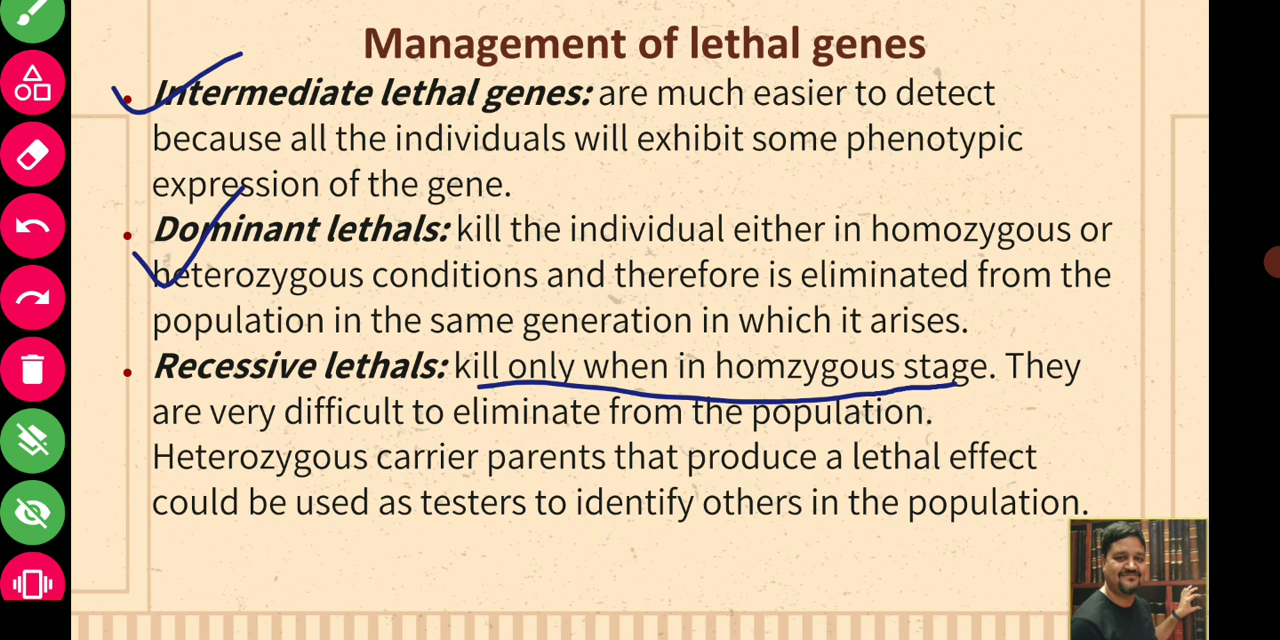 Management of lethal genes
• Intermediate lethal genes: are much easier to detect
because all the individuals will exhibit some phenotypic
expression of the gene.
• Dominant lethals: kill the individual either in homozygous or
heterozygous conditions and therefore is eliminated from the
population in the same generation in which it arises.
• Recessive lethals: kill only when in homzygous stage. They
are very difficult to eliminate from the population.
Heterozygous carrier parents that produce a lethal effect
could be used as testers to identify others in the population.